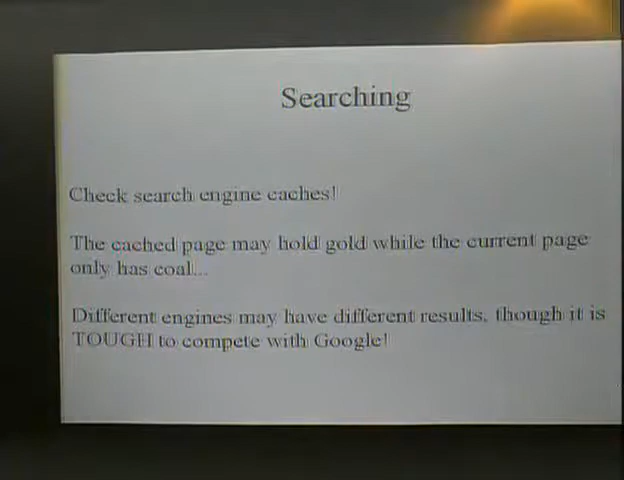 Searching
Check search engine caches!
The cached page may hold gold while the current page
only has coal...
Different engines may have different results, though it is
TOUGH to compete with Google!